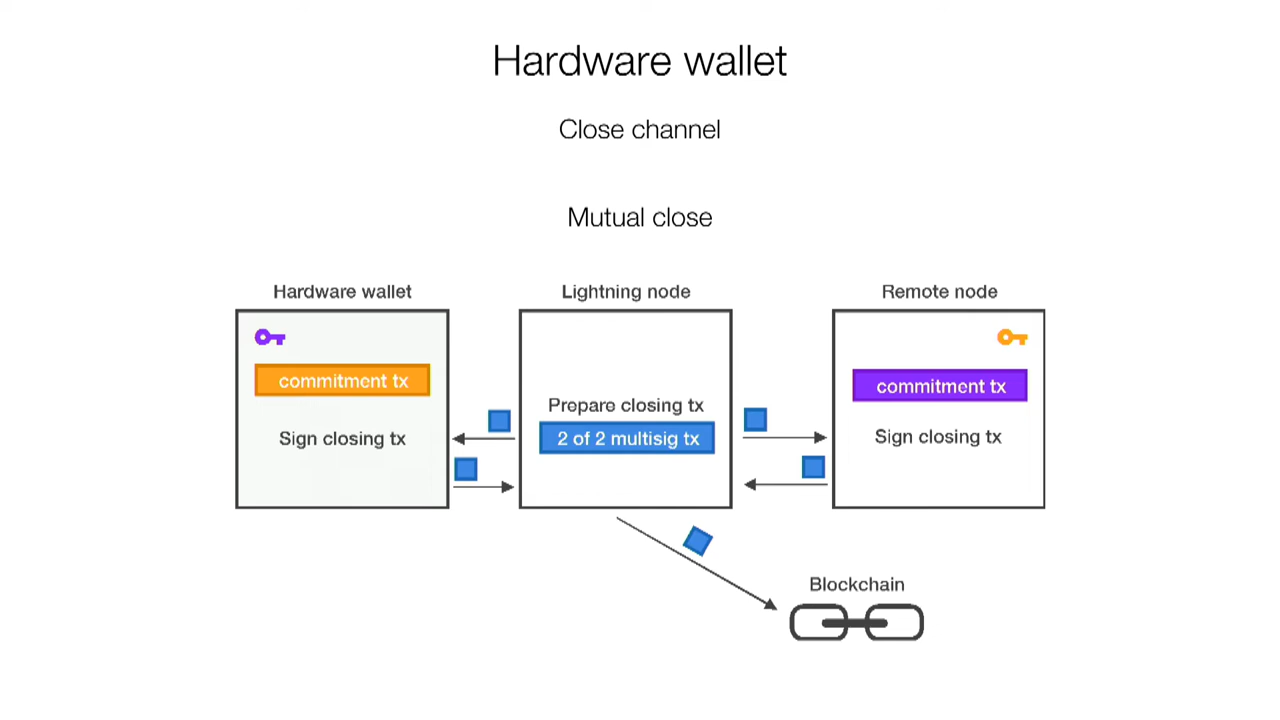 Hardware wallet
Close channel
Mutual close
Hardware wallet
Lightning node
Remote node
commitment tx
Sign closing tx
Prepare closing tx
2 of 2 multisig tx
commitment tx
Sign closing tx
Blockchain